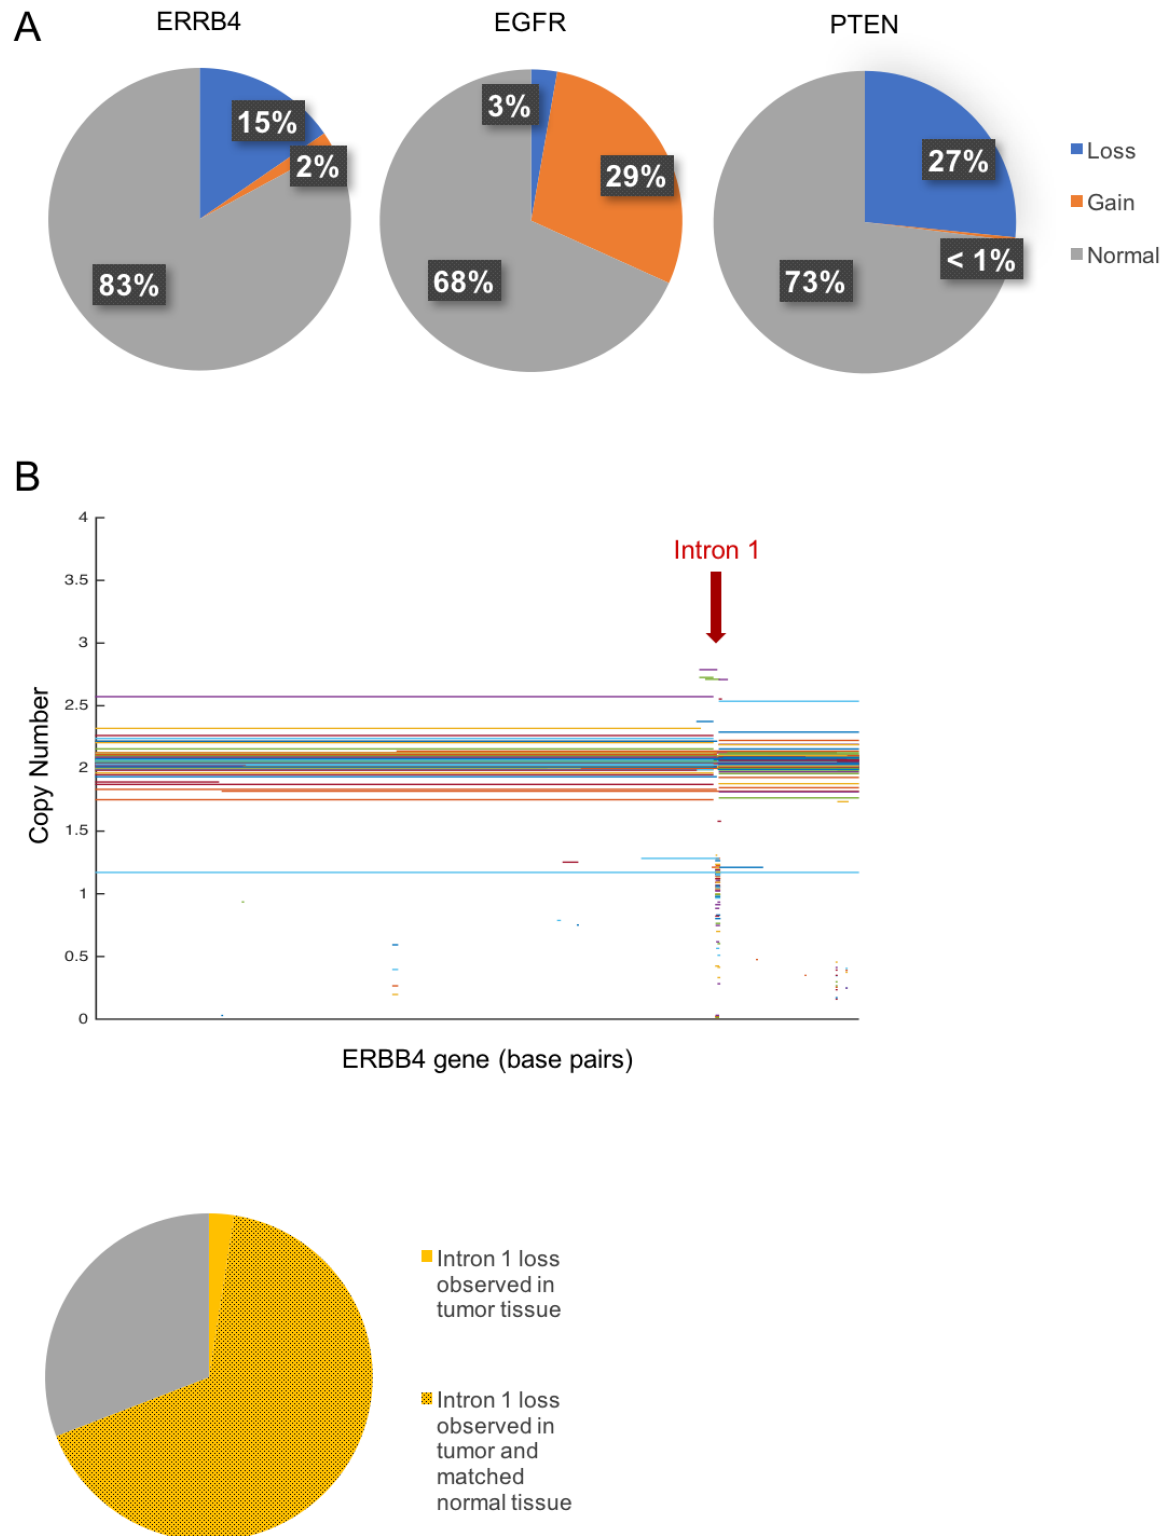 A
ERRB4
EGFR
PTEN
15%
2%
83%
3%
29%
68%
27%
< 1%
73%
Loss
Gain
Normal
B
4
3.5
3
2.5
2
1.5
1
0.5
0
Copy Number
Intron 1
ERBB4 gene (base pairs)
Intron 1 loss
observed in
tumor tissue
Intron 1 loss
observed in
tumor and
matched
normal tissue